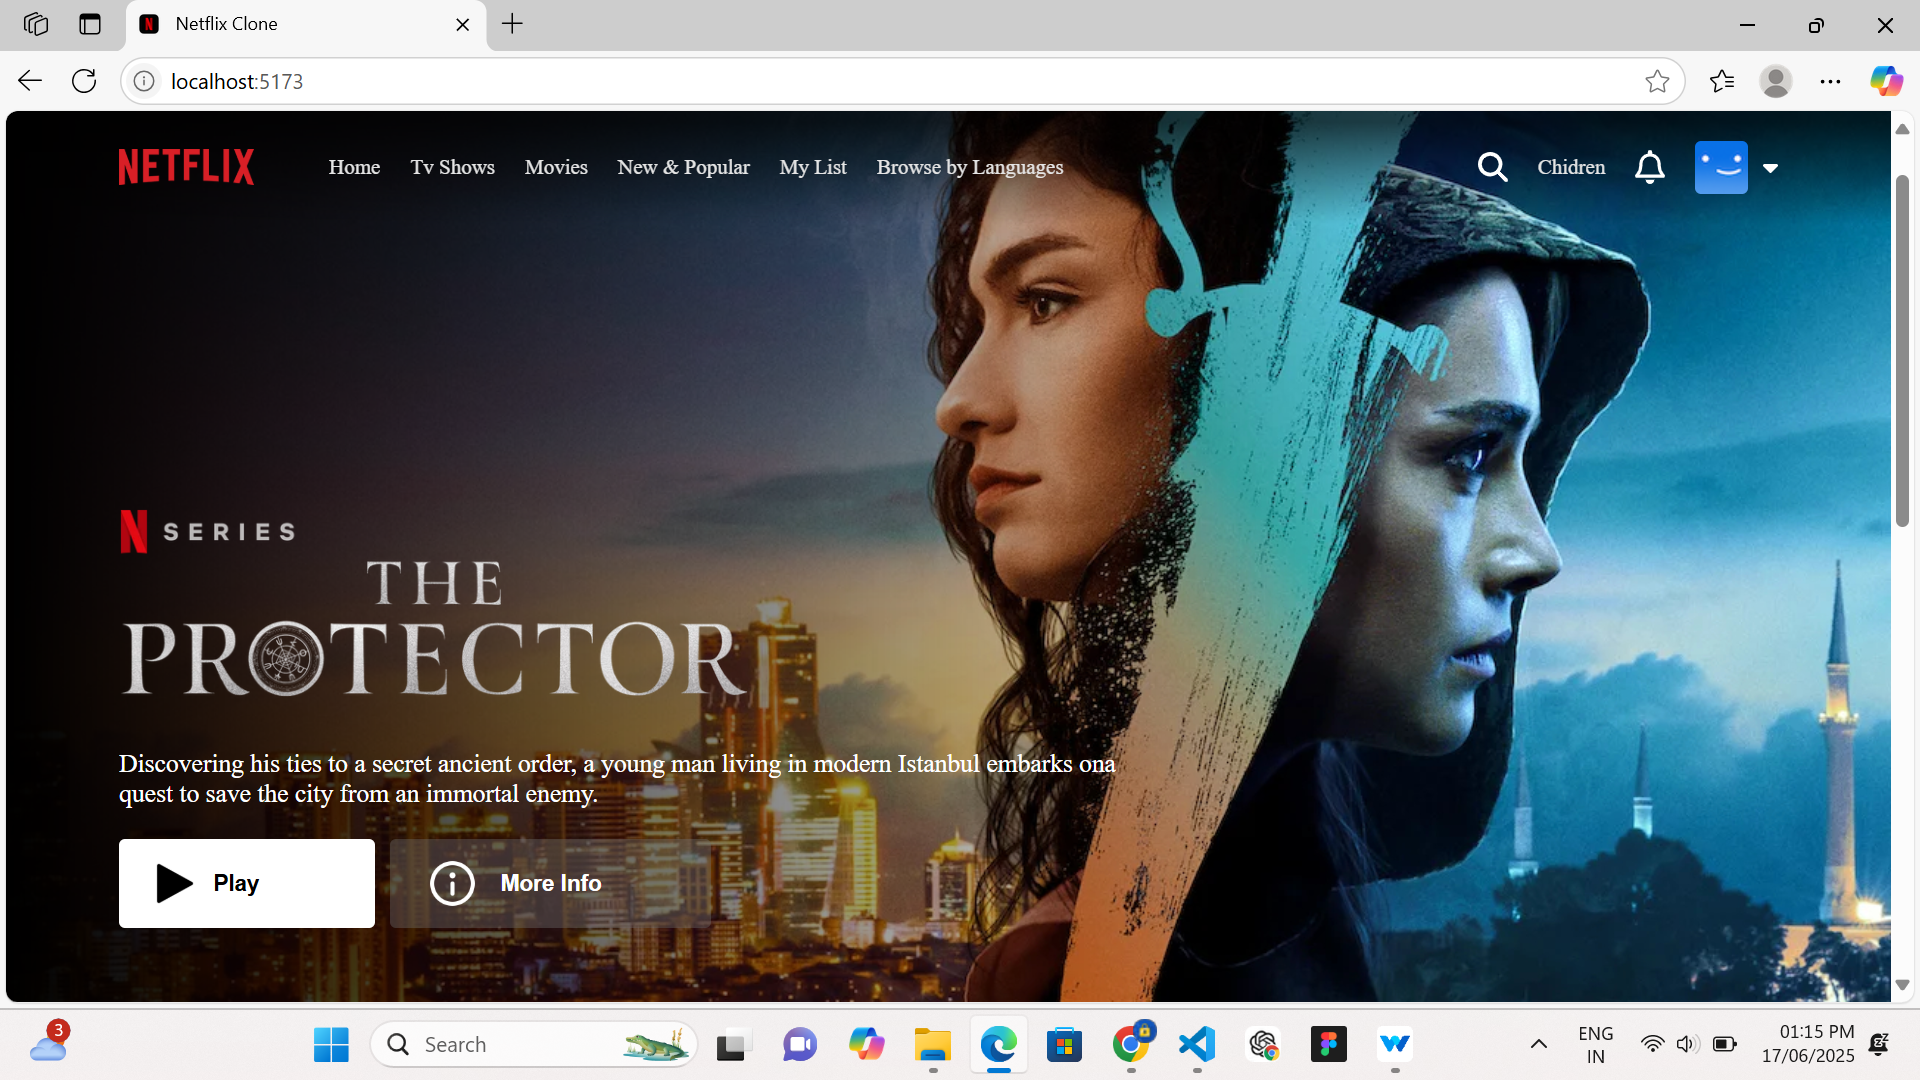 Netflix Clone
localhost:5173
NETFLIX Home Tv Shows Movies New & Popular My List Browse by Languages Chidren
N SERIES
THE
PROTECTOR
Discovering his ties to a secret ancient order, a young man living in modern Istanbul embarks ona
quest to save the city from an immortal enemy.
Play More Info
3 Search ENG 01:15 PM
IN 17/06/2025